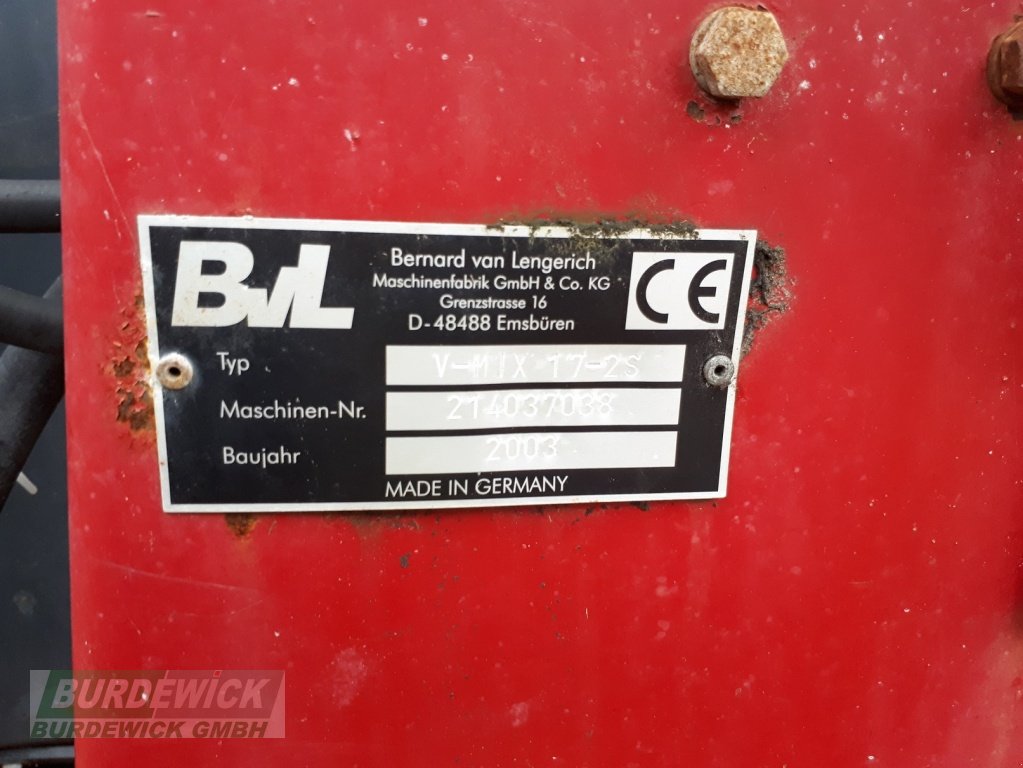 BvL
Bernard van Lengerich
Maschinenfabrik GmbH & Co. KG
Grenzstrasse 16
D-48488 Emsbüren
CE
Typ V-MIX 17-2S
Maschinen-Nr. 214037038
Baujahr 2003
MADE IN GERMANY
BURDEWICK
BURDEWICK GMBH